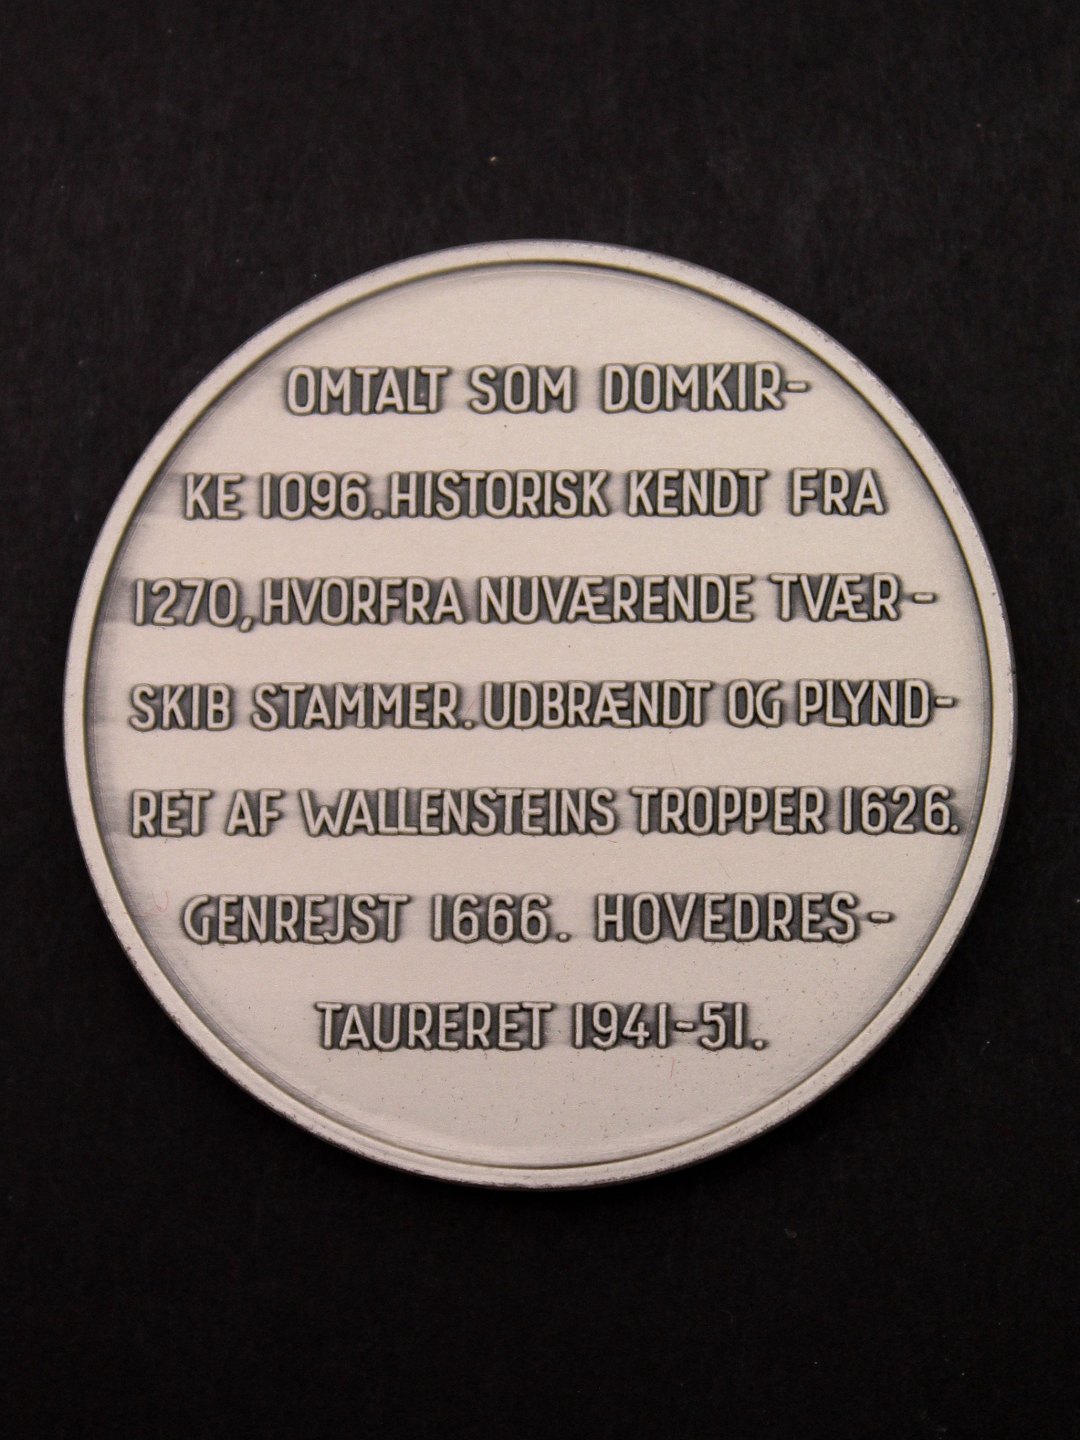 OMTALT SOM DOMKIR-
KE 1096. HISTORISK KENDT FRA
1270, HVORFRA NUVÆRENDE TVÆR-
SKIB STAMMER. UDBRÆNDT OG PLYND-
RET AF WALLENSTEINS TROPPER 1626.
GENREJST 1666. HOVEDRES-
TAURERET 1941-51.